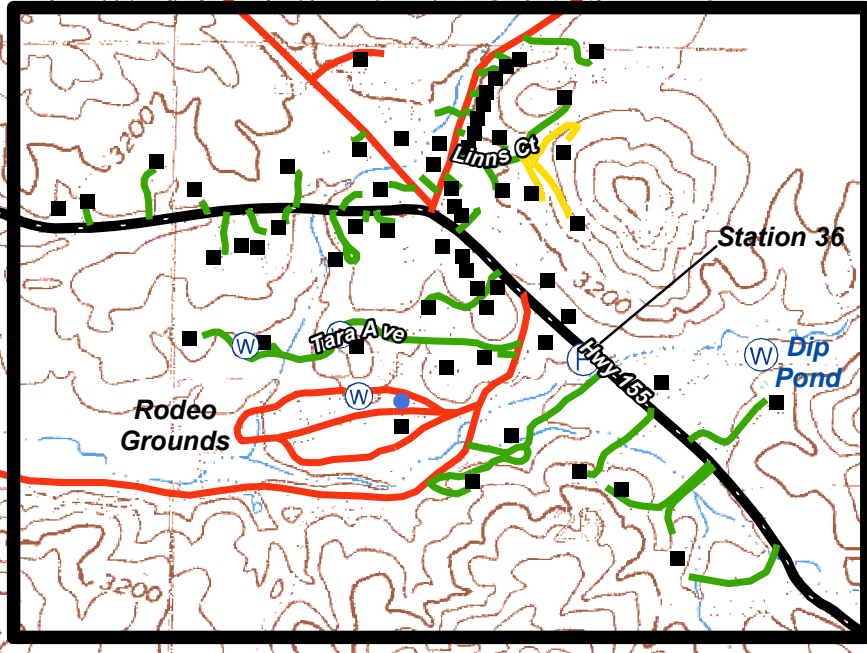 3200
Linns Ct
Station 36
3200
W
W
Tara Ave
F
Hwy 155
W
Dip
Pond
W
Rodeo
Grounds
3200